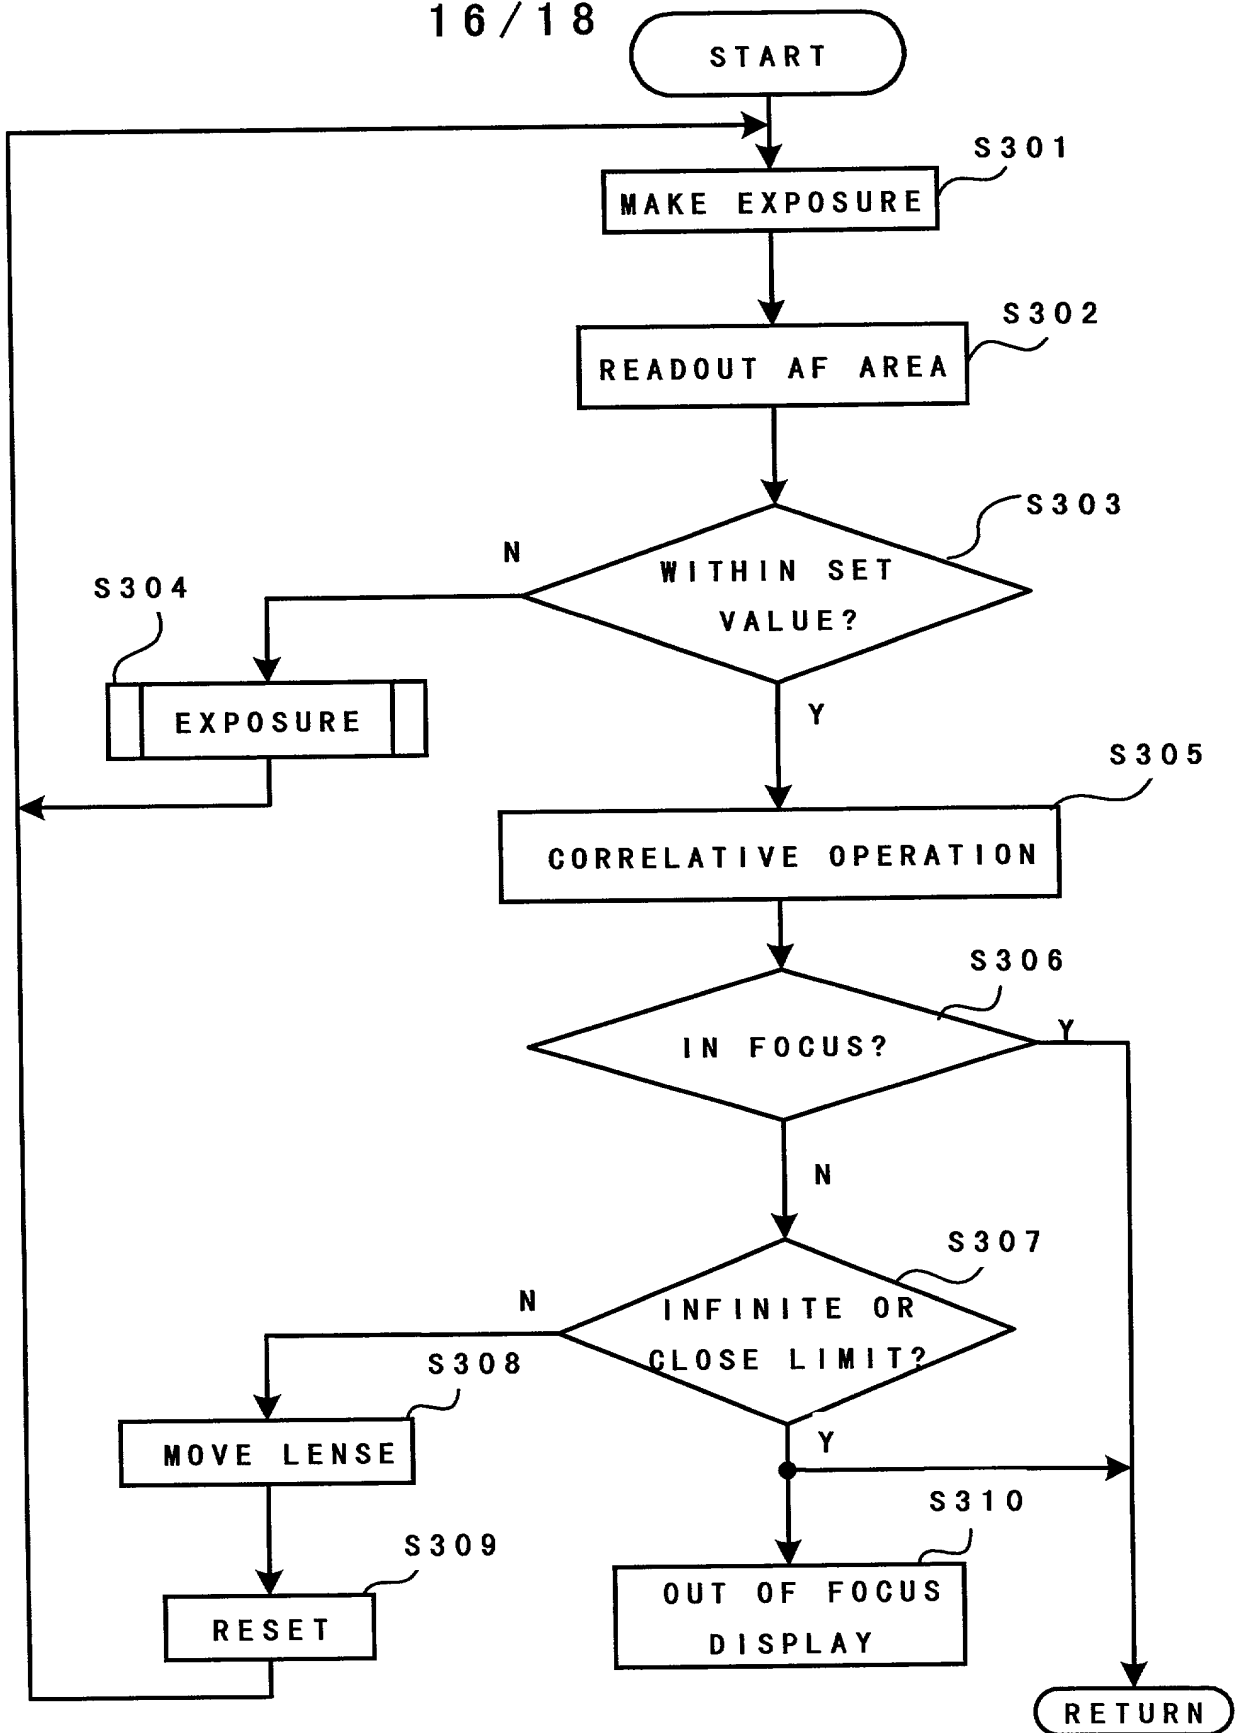 16/18
START
S301
MAKE EXPOSURE
S302
READOUT AF AREA
S303
N
WITHIN SET
VALUE?
S304
Y
EXPOSURE
S305
CORRELATIVE OPERATION
S306
IN FOCUS?
Y
N
S307
N
INFINITE OR
CLOSE LIMIT?
S308
Y
MOVE LENSE
S310
S309
OUT OF FOCUS
DISPLAY
RESET
RETURN